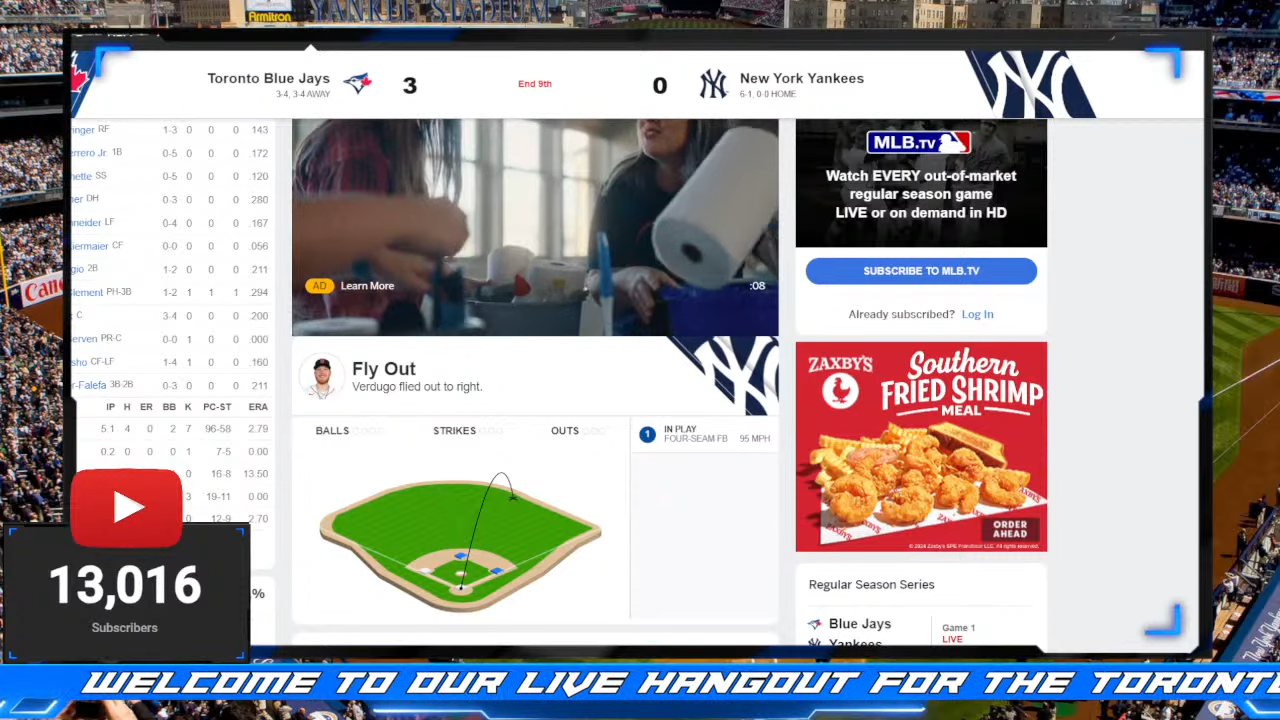 YANKEE STADIUM
Armitron
Toronto Blue Jays
3-4, 3-4 AWAY
3
End 9th
0
New York Yankees
6-1, 0-0 HOME
inger RF 1-3 0 0 0 .143
errero Jr. 1B 0-5 0 0 0 .172
hette SS 0-5 0 0 0 .120
ner DH 0-3 0 0 0 .280
hneider LF 0-4 0 0 0 .167
iermaier CF 0-0 0 0 0 .056
gio 2B 1-2 0 0 0 .211
lement PH-3B 1-2 1 1 1 .294
C 3-4 0 0 0 .200
erven PR-C 0-0 1 0 0 .000
sho CF-LF 1-4 1 0 0 .160
r-Falefa 3B-2B 0-3 0 0 0 .211
IP H ER BB K PC-ST ERA
5.1 4 0 2 7 96-58 2.79
0.2 0 0 0 1 7-5 0.00
0 16-8 13.50
3 19-11 0.00
0 12-9 2.70
%
AD Learn More
:08
Fly Out
Verdugo flied out to right.
BALLS
STRIKES
OUTS
1 IN PLAY
FOUR-SEAM FB 95 MPH
MLB.TV
Watch EVERY out-of-market
regular season game
LIVE or on demand in HD
SUBSCRIBE TO MLB.TV
Already subscribed? Log In
ZAXBY'S
Southern
FRIED SHRIMP
MEAL
ORDER
AHEAD
Regular Season Series
Blue Jays
Yankees
Game 1
LIVE
13,016
Subscribers
WELCOME TO OUR LIVE HANGOUT FOR THE TORONTO